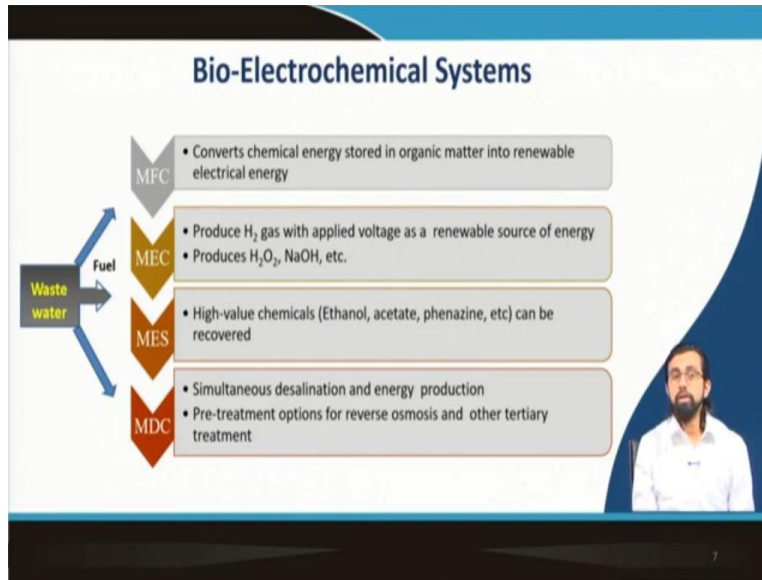 Bio-Electrochemical Systems
MFC
• Converts chemical energy stored in organic matter into renewable
electrical energy
Waste
water
Fuel
MEC
• Produce H₂ gas with applied voltage as a renewable source of energy
• Produces H₂O₂, NaOH, etc.
MES
• High-value chemicals (Ethanol, acetate, phenazine, etc) can be
recovered
MDC
• Simultaneous desalination and energy production
• Pre-treatment options for reverse osmosis and other tertiary
treatment
7